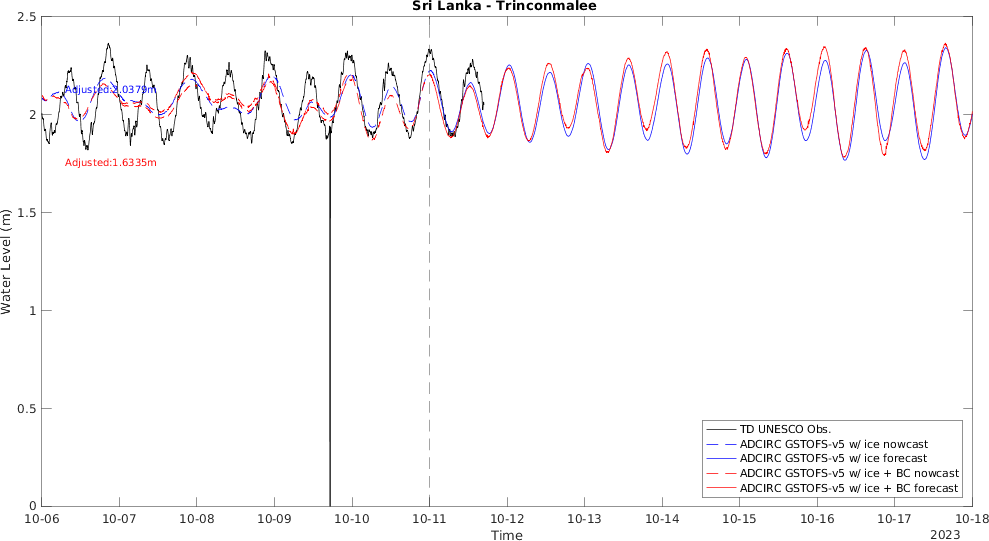 Sri Lanka - Trinconmalee
2.5
2
1.5
1
0.5
0
Water Level (m)
Adjusted:2.0379m
Adjusted:1.6335m
TD UNESCO Obs.
ADCIRC GSTOFS-v5 w/ ice nowcast
ADCIRC GSTOFS-v5 w/ ice forecast
ADCIRC GSTOFS-v5 w/ ice + BC nowcast
ADCIRC GSTOFS-v5 w/ ice + BC forecast
10-06 10-07 10-08 10-09 10-10 10-11 10-12 10-13 10-14 10-15 10-16 10-17 10-18
Time
2023